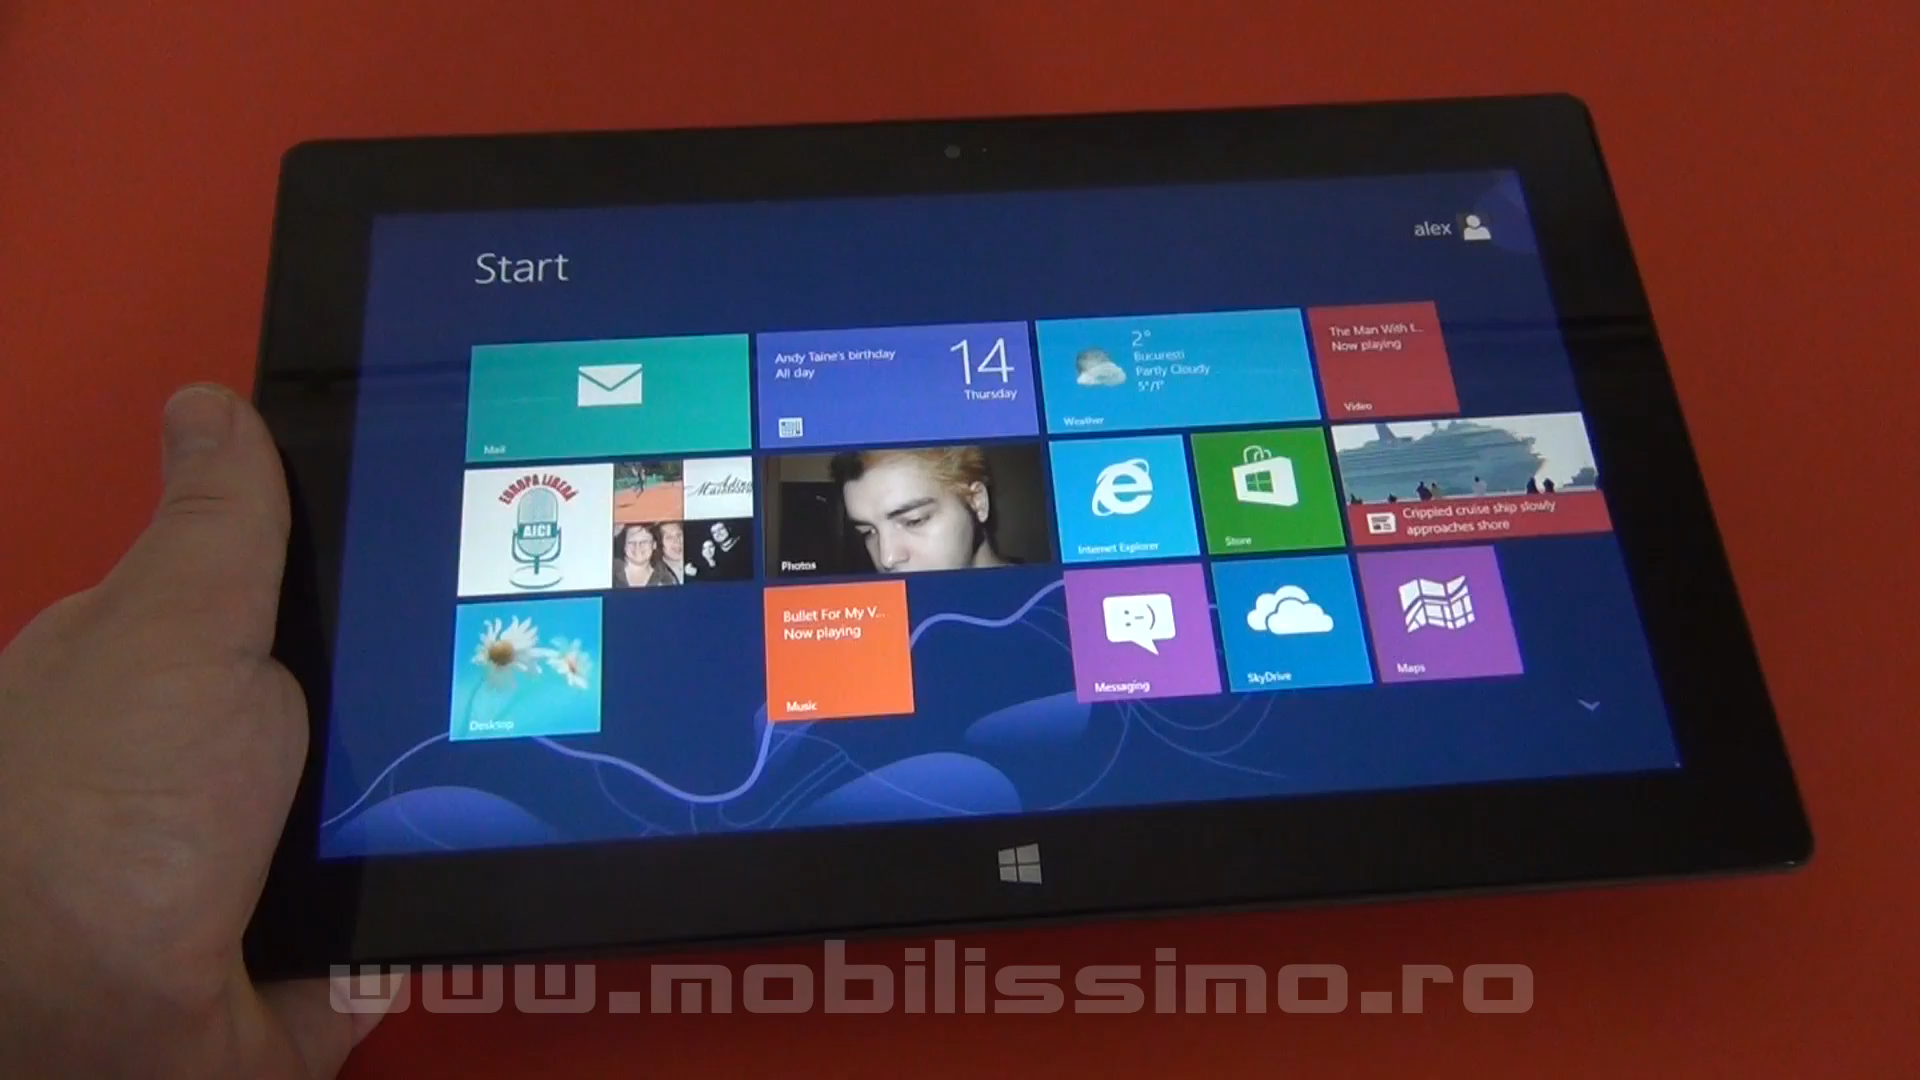 Start
alex
Mail
Andy Taine's birthday
All day
14
Thursday
2°
Bucuresti
Partly Cloudy
5°/1°
Weather
The Man With t...
Now playing
Video
EUROPA LIBERĂ
AICI
Photos
Internet Explorer
Store
Crippled cruise ship slowly
approaches shore
Desktop
Bullet For My V...
Now playing
Music
Messaging
SkyDrive
Maps
www.mobilissimo.ro